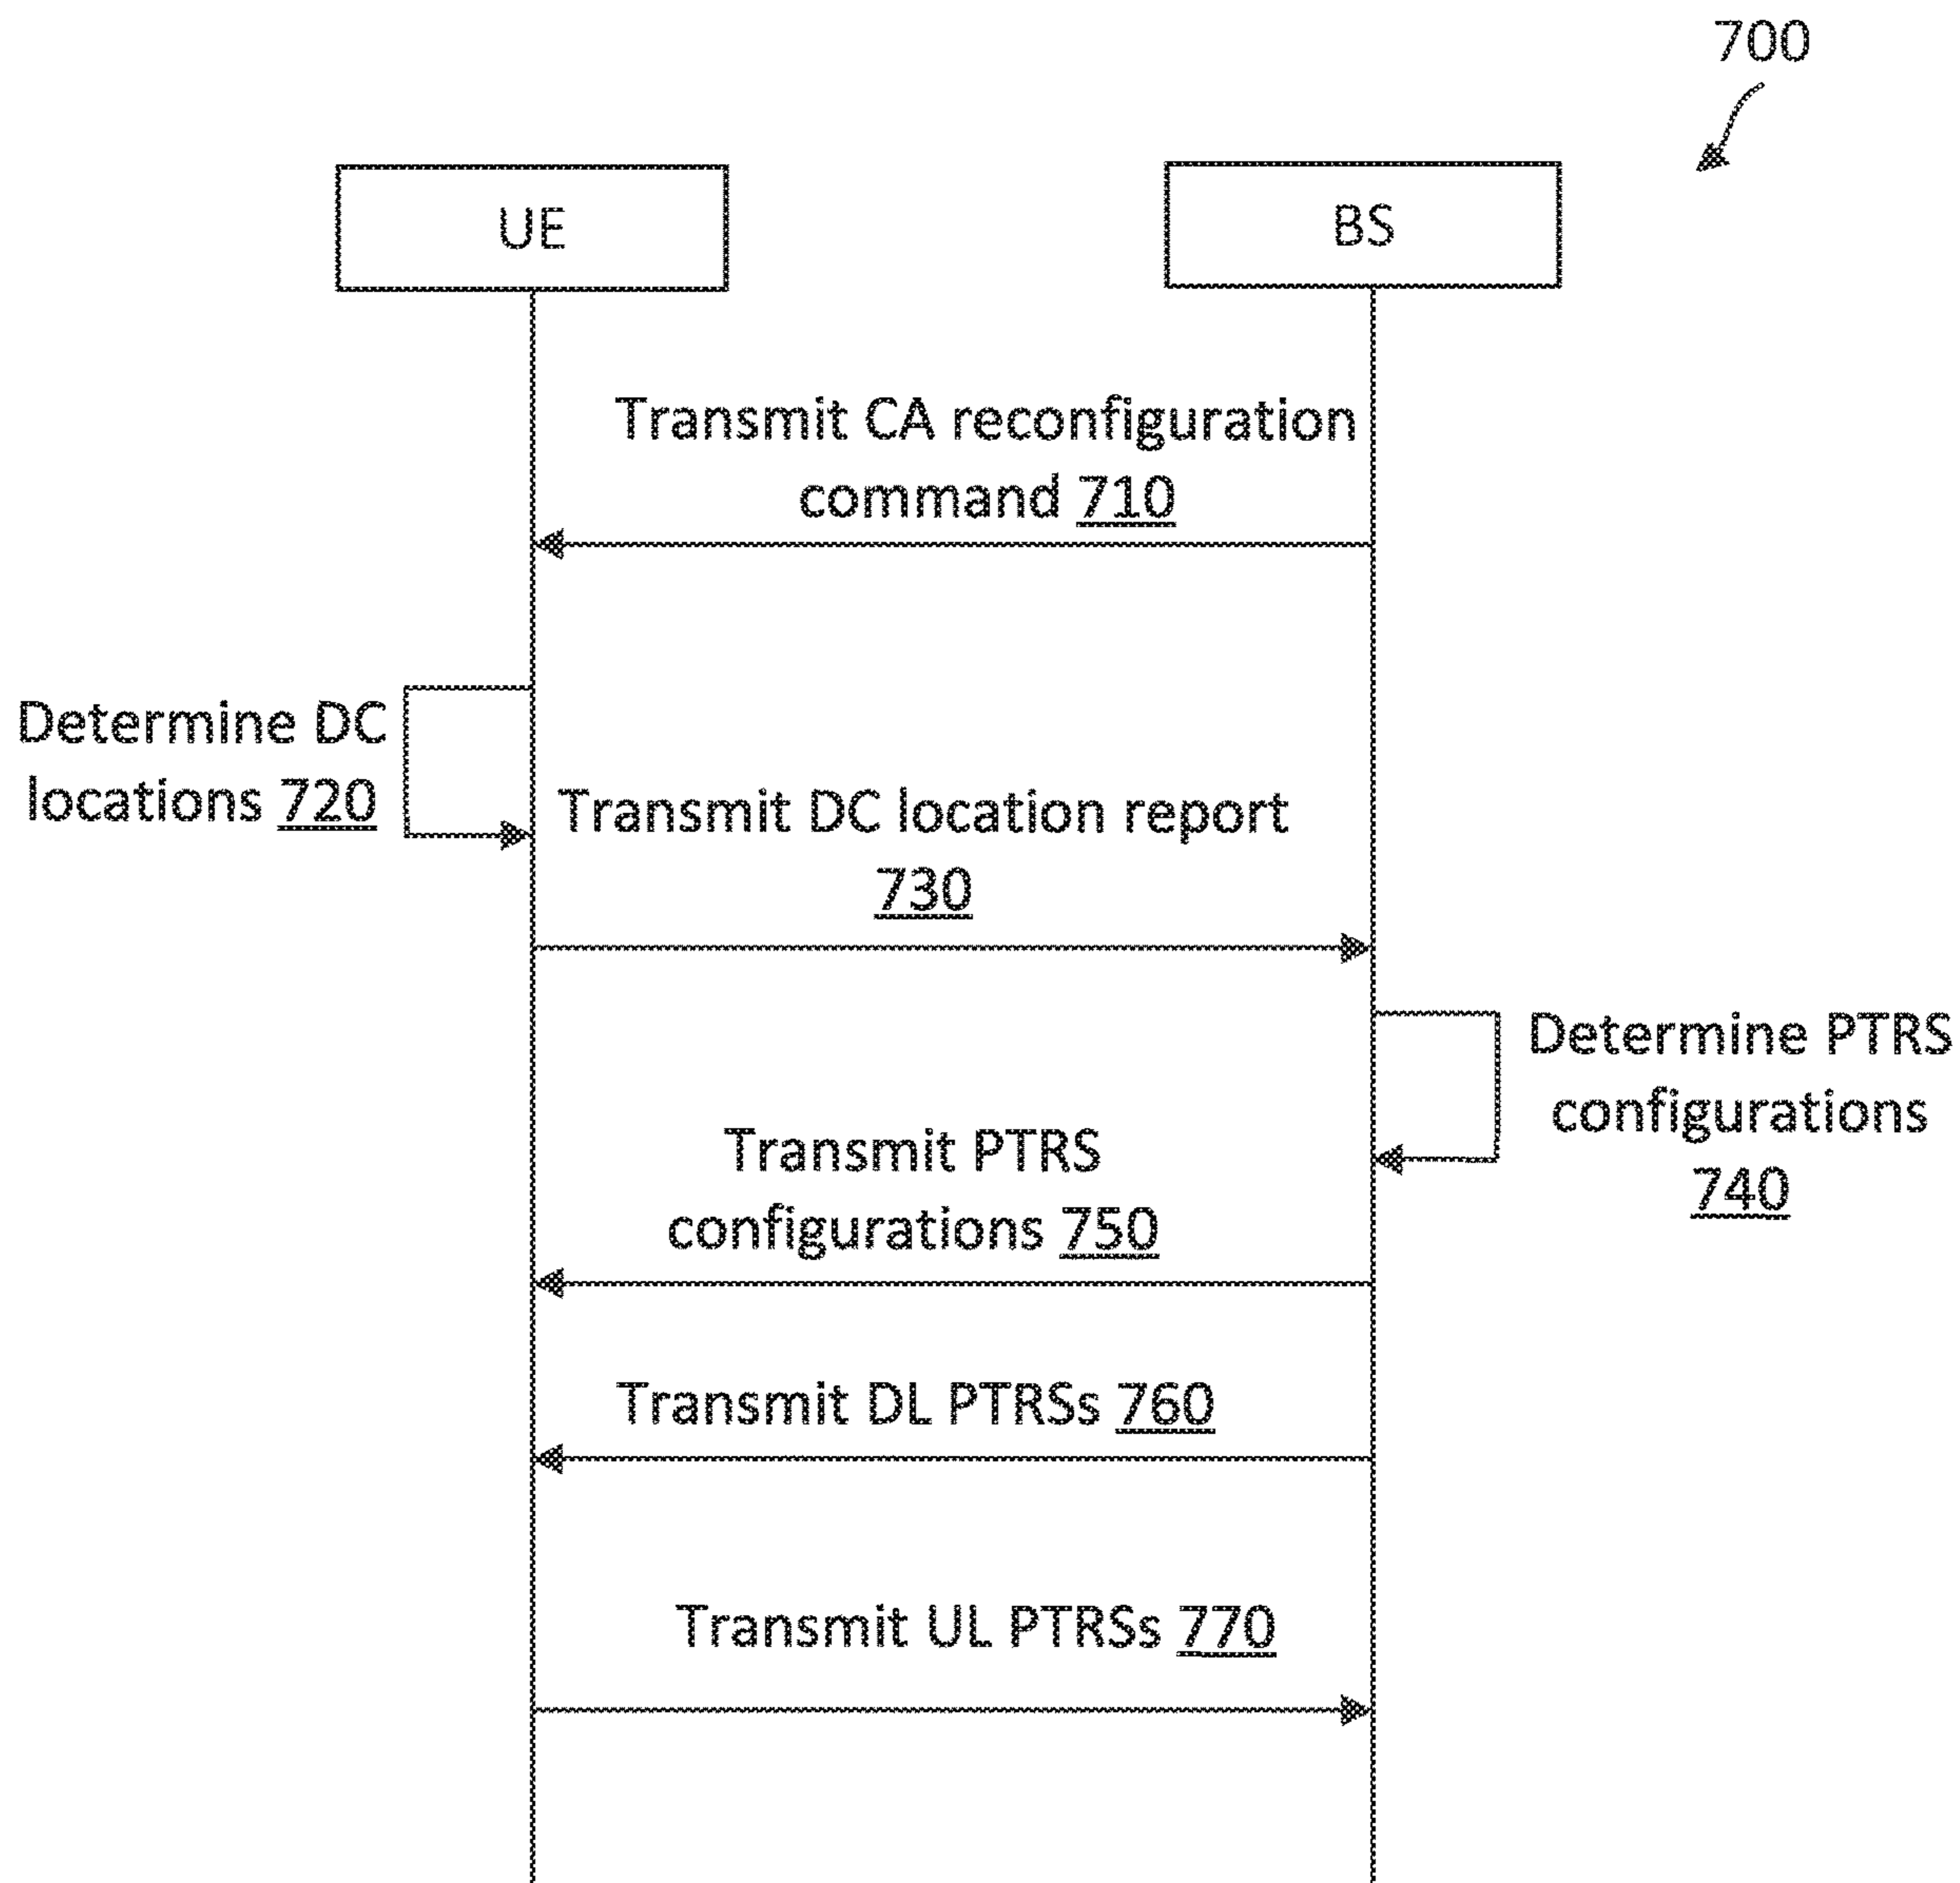 700
UE
BS
Transmit CA reconfiguration
command 710
Determine DC
locations 720
Transmit DC location report
730
Determine PTRS
configurations
740
Transmit PTRS
configurations 750
Transmit DL PTRSs 760
Transmit UL PTRSs 770